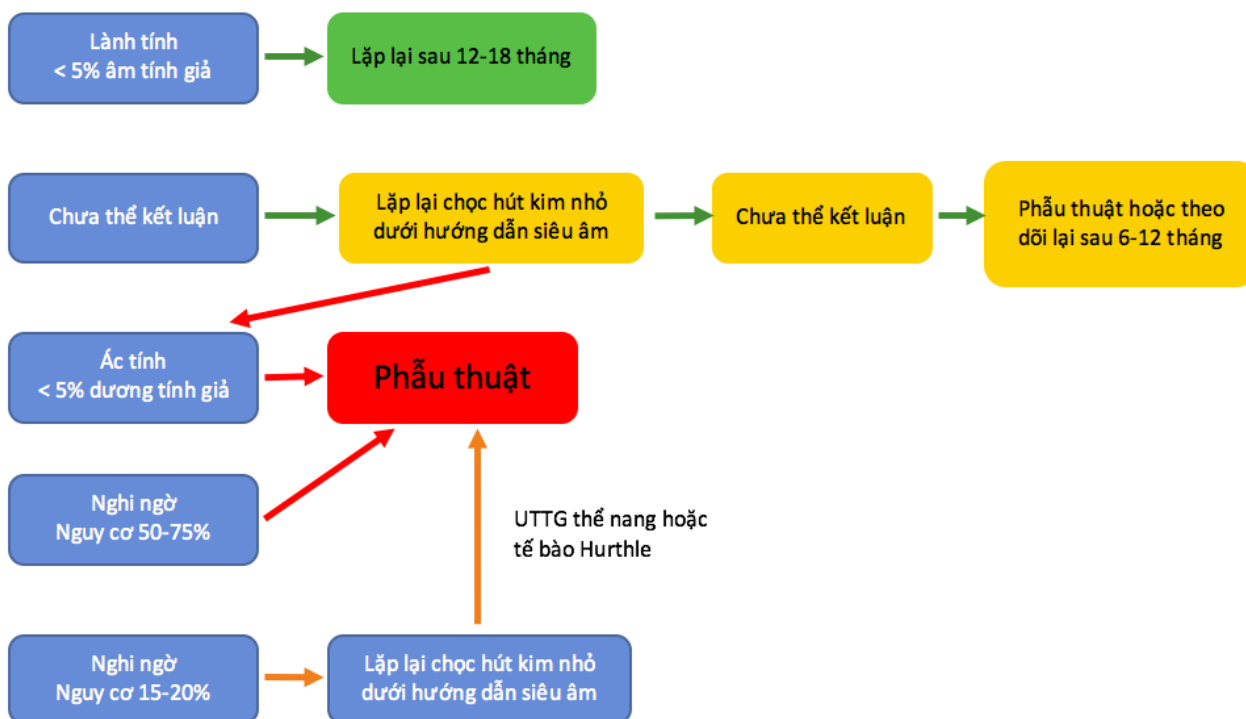 Lành tính
< 5% âm tính giả
Lặp lại sau 12-18 tháng
Chưa thể kết luận
Lặp lại chọc hút kim nhỏ
dưới hướng dẫn siêu âm
Chưa thể kết luận
Phẫu thuật hoặc theo
dõi lại sau 6-12 tháng
Ác tính
< 5% dương tính giả
Phẫu thuật
Nghi ngờ
Nguy cơ 50-75%
UTTG thể nang hoặc
tế bào Hurthle
Nghi ngờ
Nguy cơ 15-20%
Lặp lại chọc hút kim nhỏ
dưới hướng dẫn siêu âm